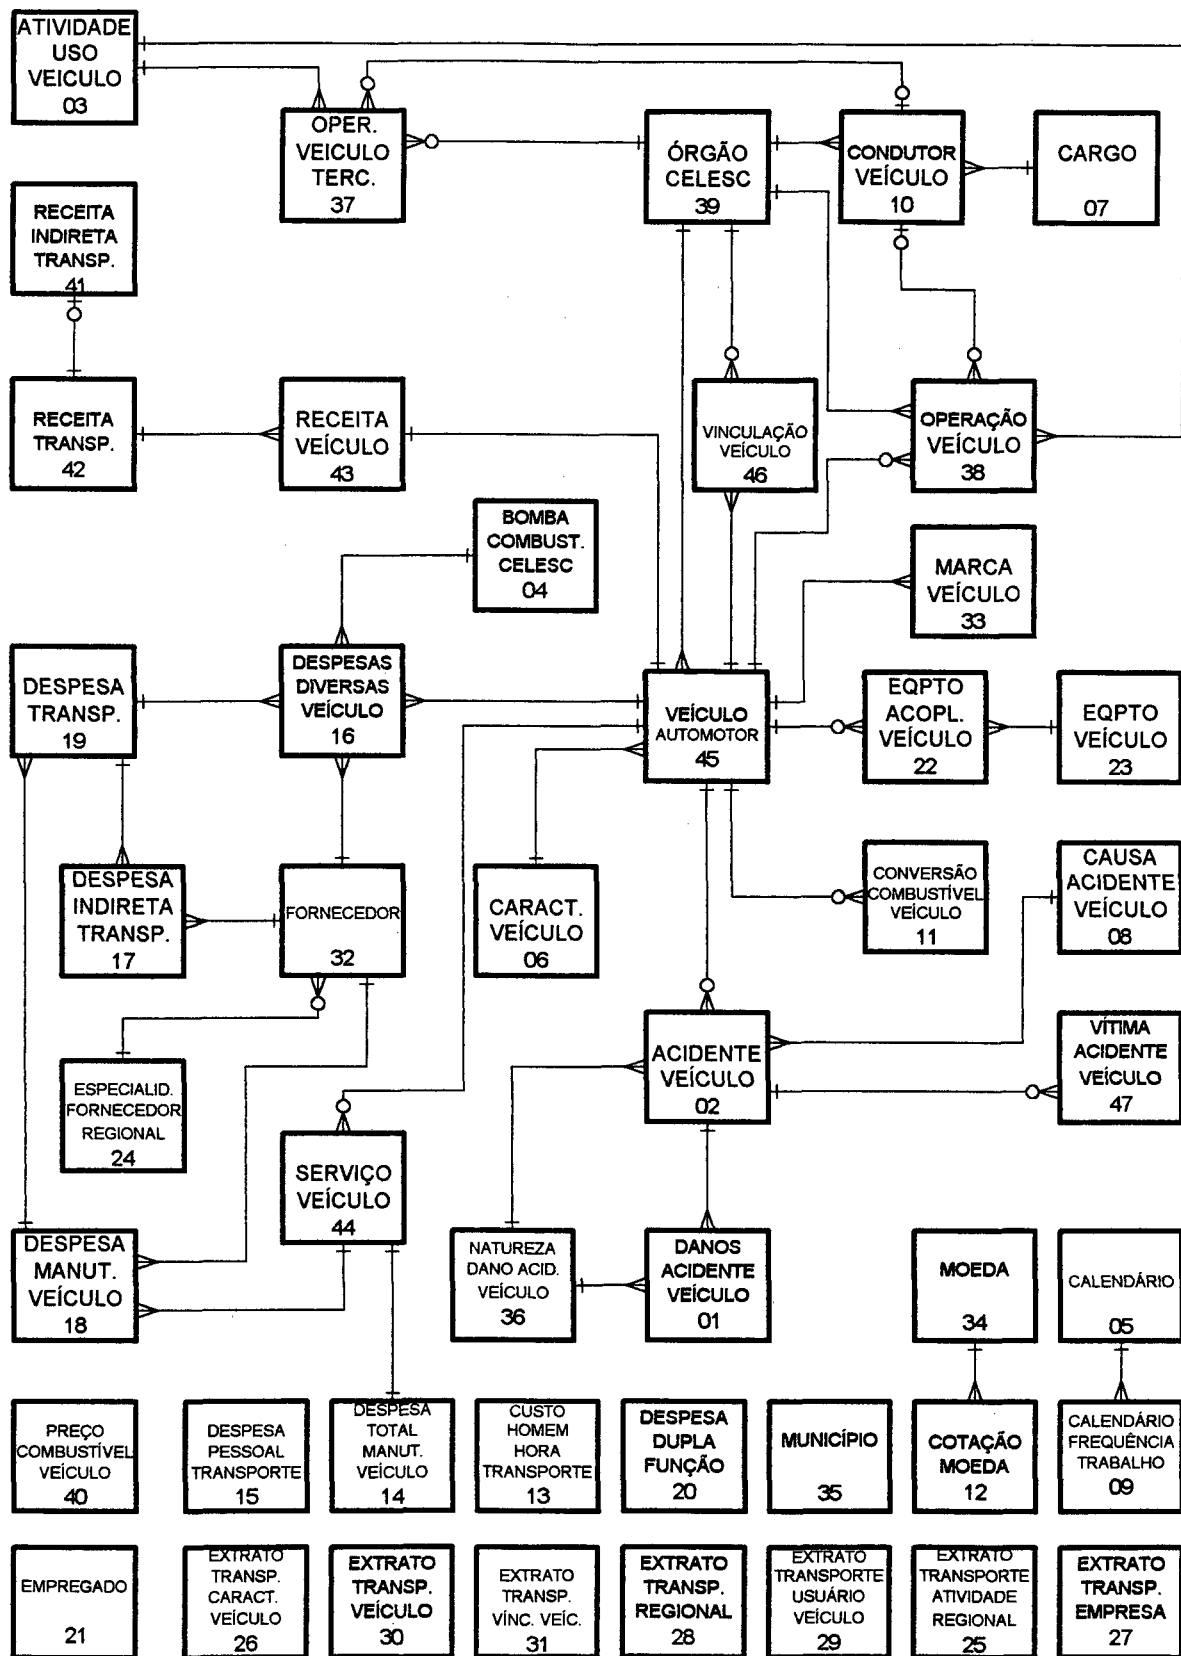 ATIVIDADE
USO
VEICULO
03
OPER.
VEICULO
TERC.
37
ÓRGÃO
CELESC
39
CONDUTOR
VEÍCULO
10
CARGO
07
RECEITA
INDIRETA
TRANSP.
41
RECEITA
TRANSP.
42
RECEITA
VEÍCULO
43
VINCULAÇÃO
VEÍCULO
46
OPERAÇÃO
VEÍCULO
38
BOMBA
COMBUST.
CELESC
04
MARCA
VEÍCULO
33
DESPESA
TRANSP.
19
DESPESAS
DIVERSAS
VEÍCULO
16
VEÍCULO
AUTOMOTOR
45
EQPTO
ACOPL.
VEÍCULO
22
EQPTO
VEÍCULO
23
DESPESA
INDIRETA
TRANSP.
17
FORNECEDOR
32
CARACT.
VEÍCULO
06
CONVERSÃO
COMBUSTÍVEL
VEÍCULO
11
CAUSA
ACIDENTE
VEÍCULO
08
ESPECIALID.
FORNECEDOR
REGIONAL
24
ACIDENTE
VEÍCULO
02
VÍTIMA
ACIDENTE
VEÍCULO
47
SERVIÇO
VEÍCULO
44
DESPESA
MANUT.
VEÍCULO
18
NATUREZA
DANO ACID.
VEÍCULO
36
DANOS
ACIDENTE
VEÍCULO
01
MOEDA
34
CALENDÁRIO
05
PREÇO
COMBUSTÍVEL
VEÍCULO
40
DESPESA
PESSOAL
TRANSPORTE
15
DESPESA
TOTAL
MANUT.
VEÍCULO
14
CUSTO
HOMEM
HORA
TRANSPORTE
13
DESPESA
DUPLA
FUNÇÃO
20
MUNICÍPIO
35
COTAÇÃO
MOEDA
12
CALENDÁRIO
FREQUÊNCIA
TRABALHO
09
EMPREGADO
21
EXTRATO
TRANSP.
CARACT.
VEÍCULO
26
EXTRATO
TRANSP.
VEÍCULO
30
EXTRATO
TRANSP.
VÍNC. VEÍC.
31
EXTRATO
TRANSP.
REGIONAL
28
EXTRATO
TRANSPORTE
USUÁRIO
VEÍCULO
29
EXTRATO
TRANSPORTE
ATIVIDADE
REGIONAL
25
EXTRATO
TRANSP.
EMPRESA
27